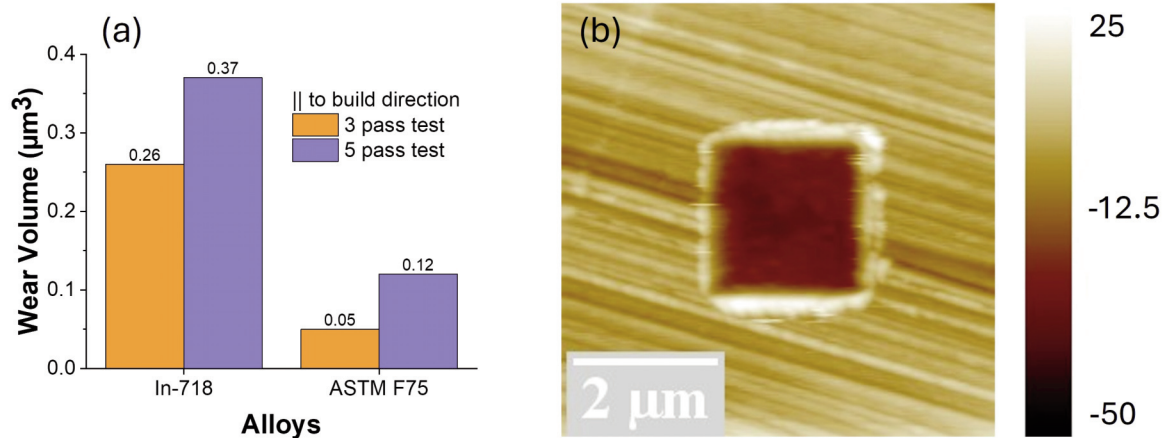 (a)
Wear Volume (µm³)
0.4
0.3
0.2
0.1
0.0
0.26
0.37
0.05
0.12
|| to build direction
3 pass test
5 pass test
In-718
ASTM F75
Alloys
(b)
2 µm
25
-12.5
-50